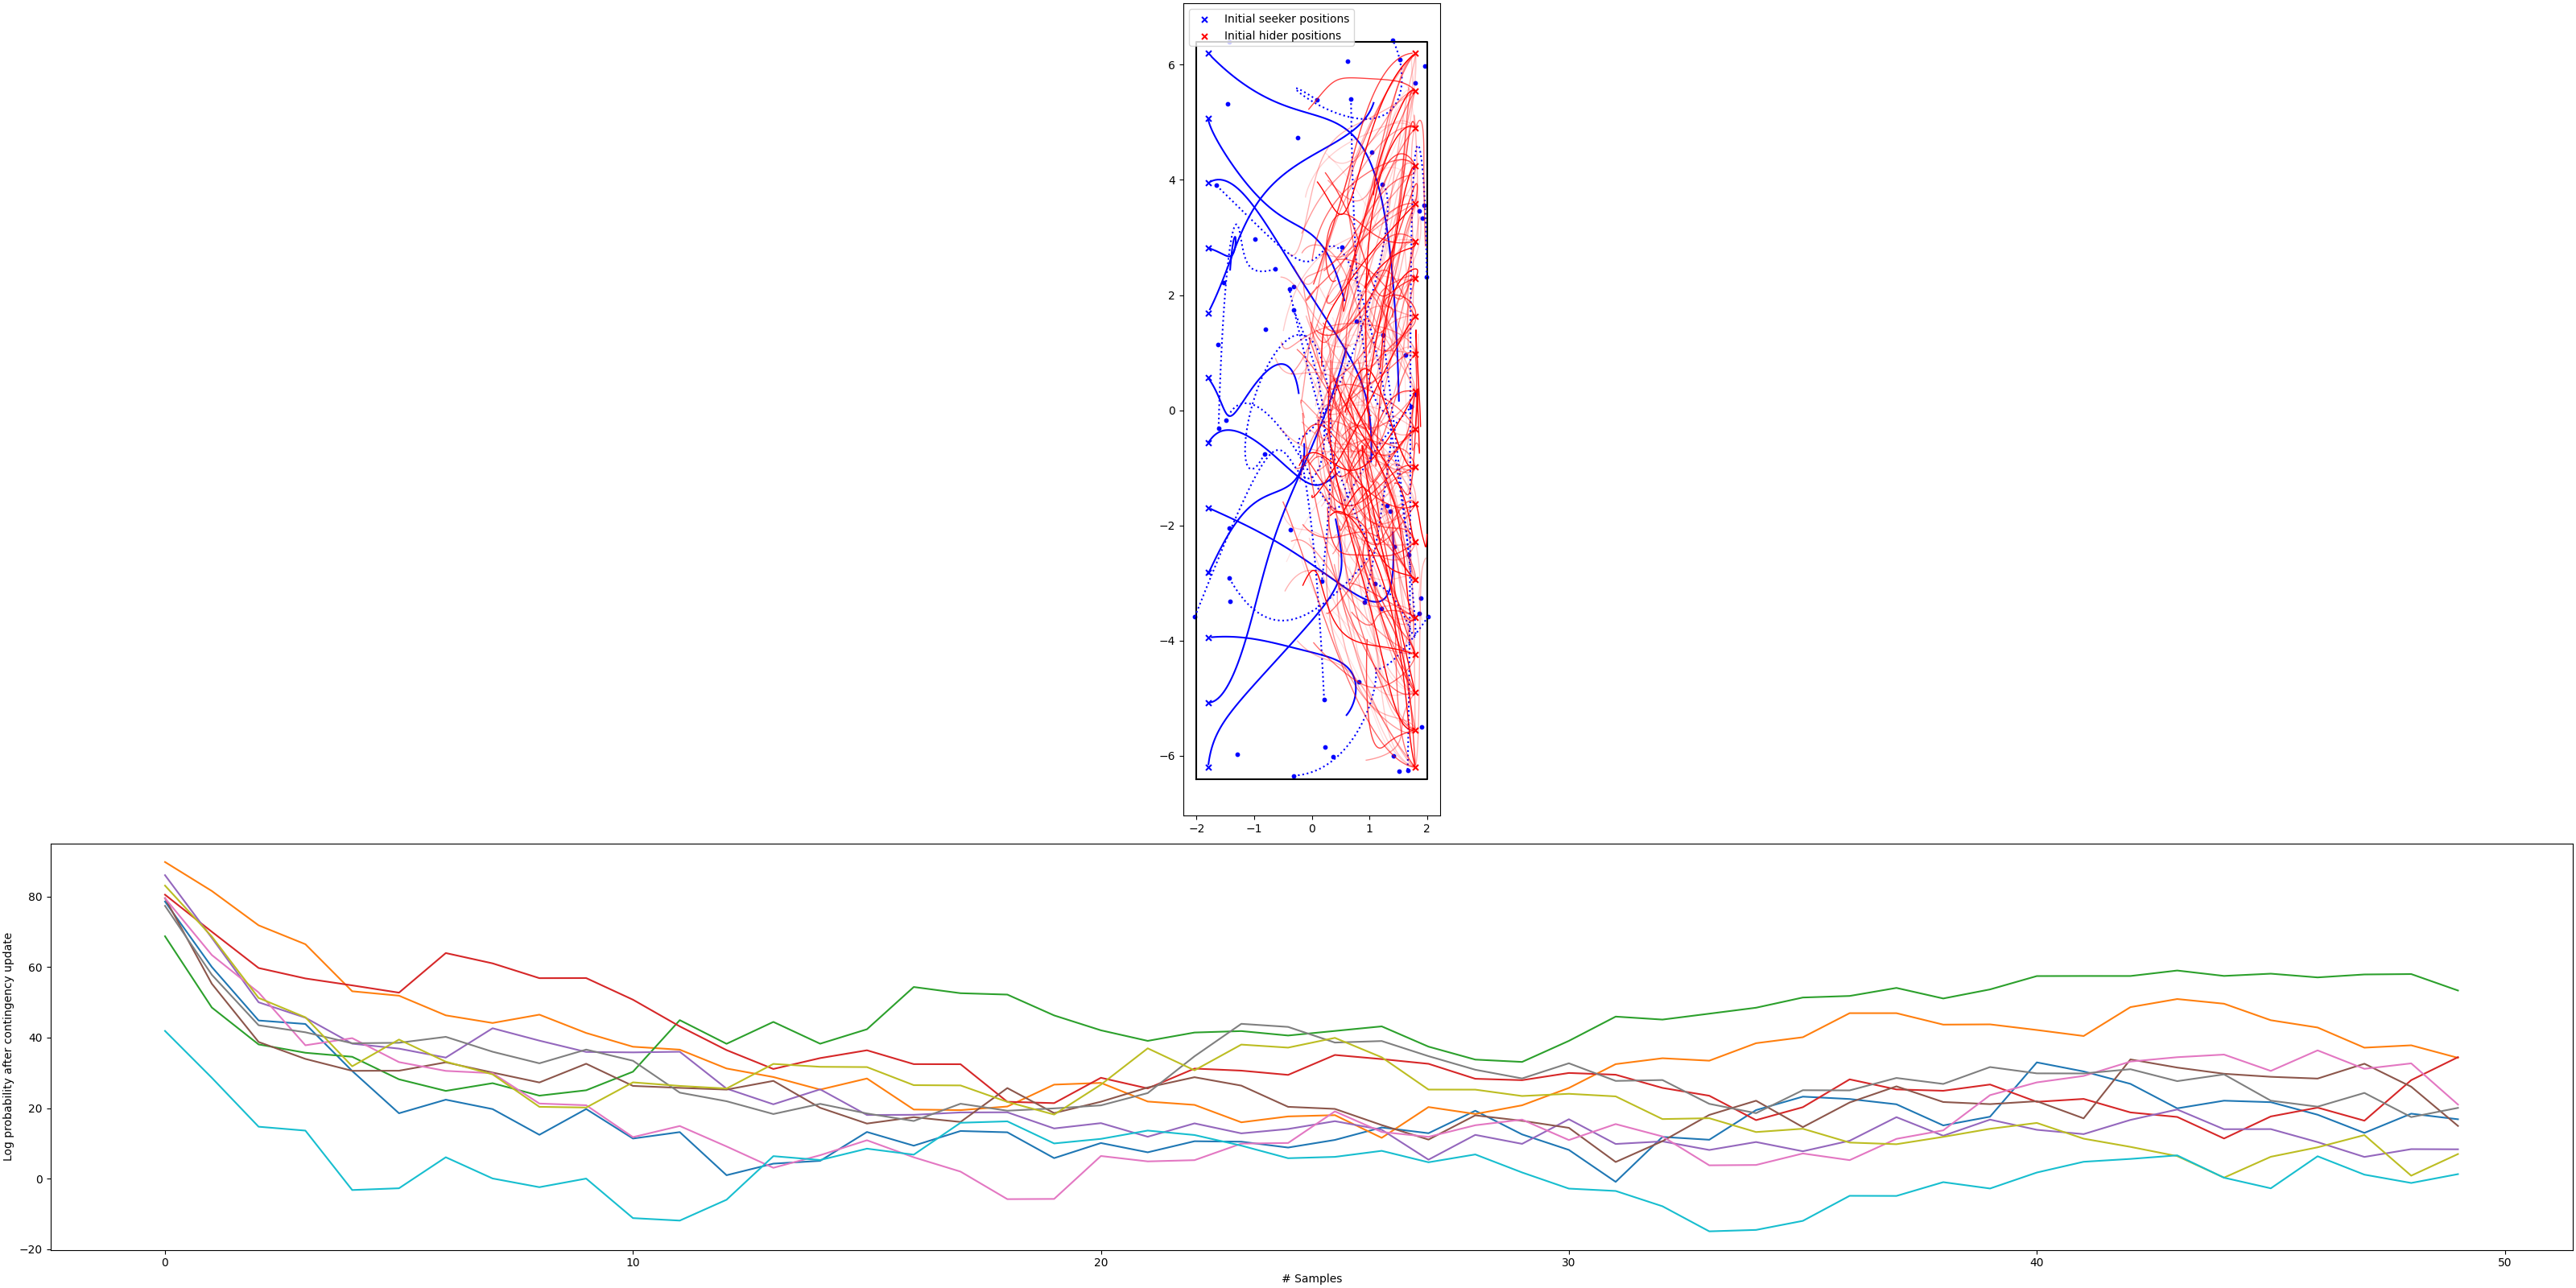 Initial seeker positions
Initial hider positions
6
4
2
0
−2
−4
−6
−2 −1 0 1 2
Log probability after contingency update
80
60
40
20
0
−20
0 10 20 30 40 50
# Samples